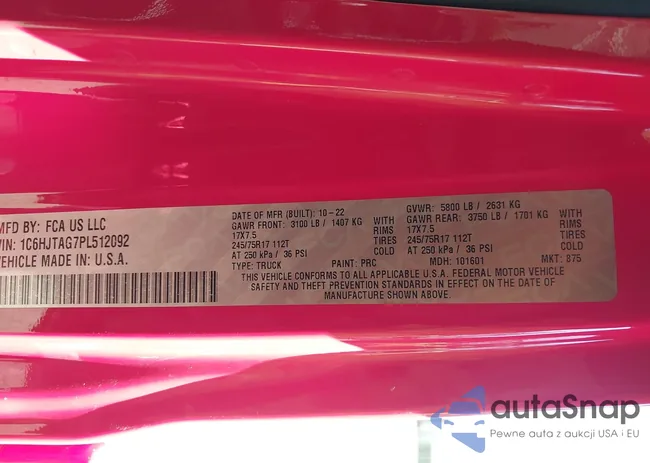 MFD BY: FCA US LLC
VIN: 1C6HJTAG7PL512092
VEHICLE MADE IN: U.S.A.
DATE OF MFR (BUILT): 10-22
GAWR FRONT: 3100 LB / 1407 KG WITH
17X7.5 RIMS
245/75R17 112T TIRES
AT 250 kPa / 36 PSI COLD
TYPE: TRUCK PAINT: PRC
GVWR: 5800 LB / 2631 KG
GAWR REAR: 3750 LB / 1701 KG WITH
17X7.5 RIMS
245/75R17 112T TIRES
AT 250 kPa / 36 PSI COLD
MDH: 101601 MKT: 875
THIS VEHICLE CONFORMS TO ALL APPLICABLE U.S.A. FEDERAL MOTOR VEHICLE
SAFETY AND THEFT PREVENTION STANDARDS IN EFFECT ON THE DATE OF
MANUFACTURE SHOWN ABOVE.
autoSnap
Pewne auta z aukcji USA i EU